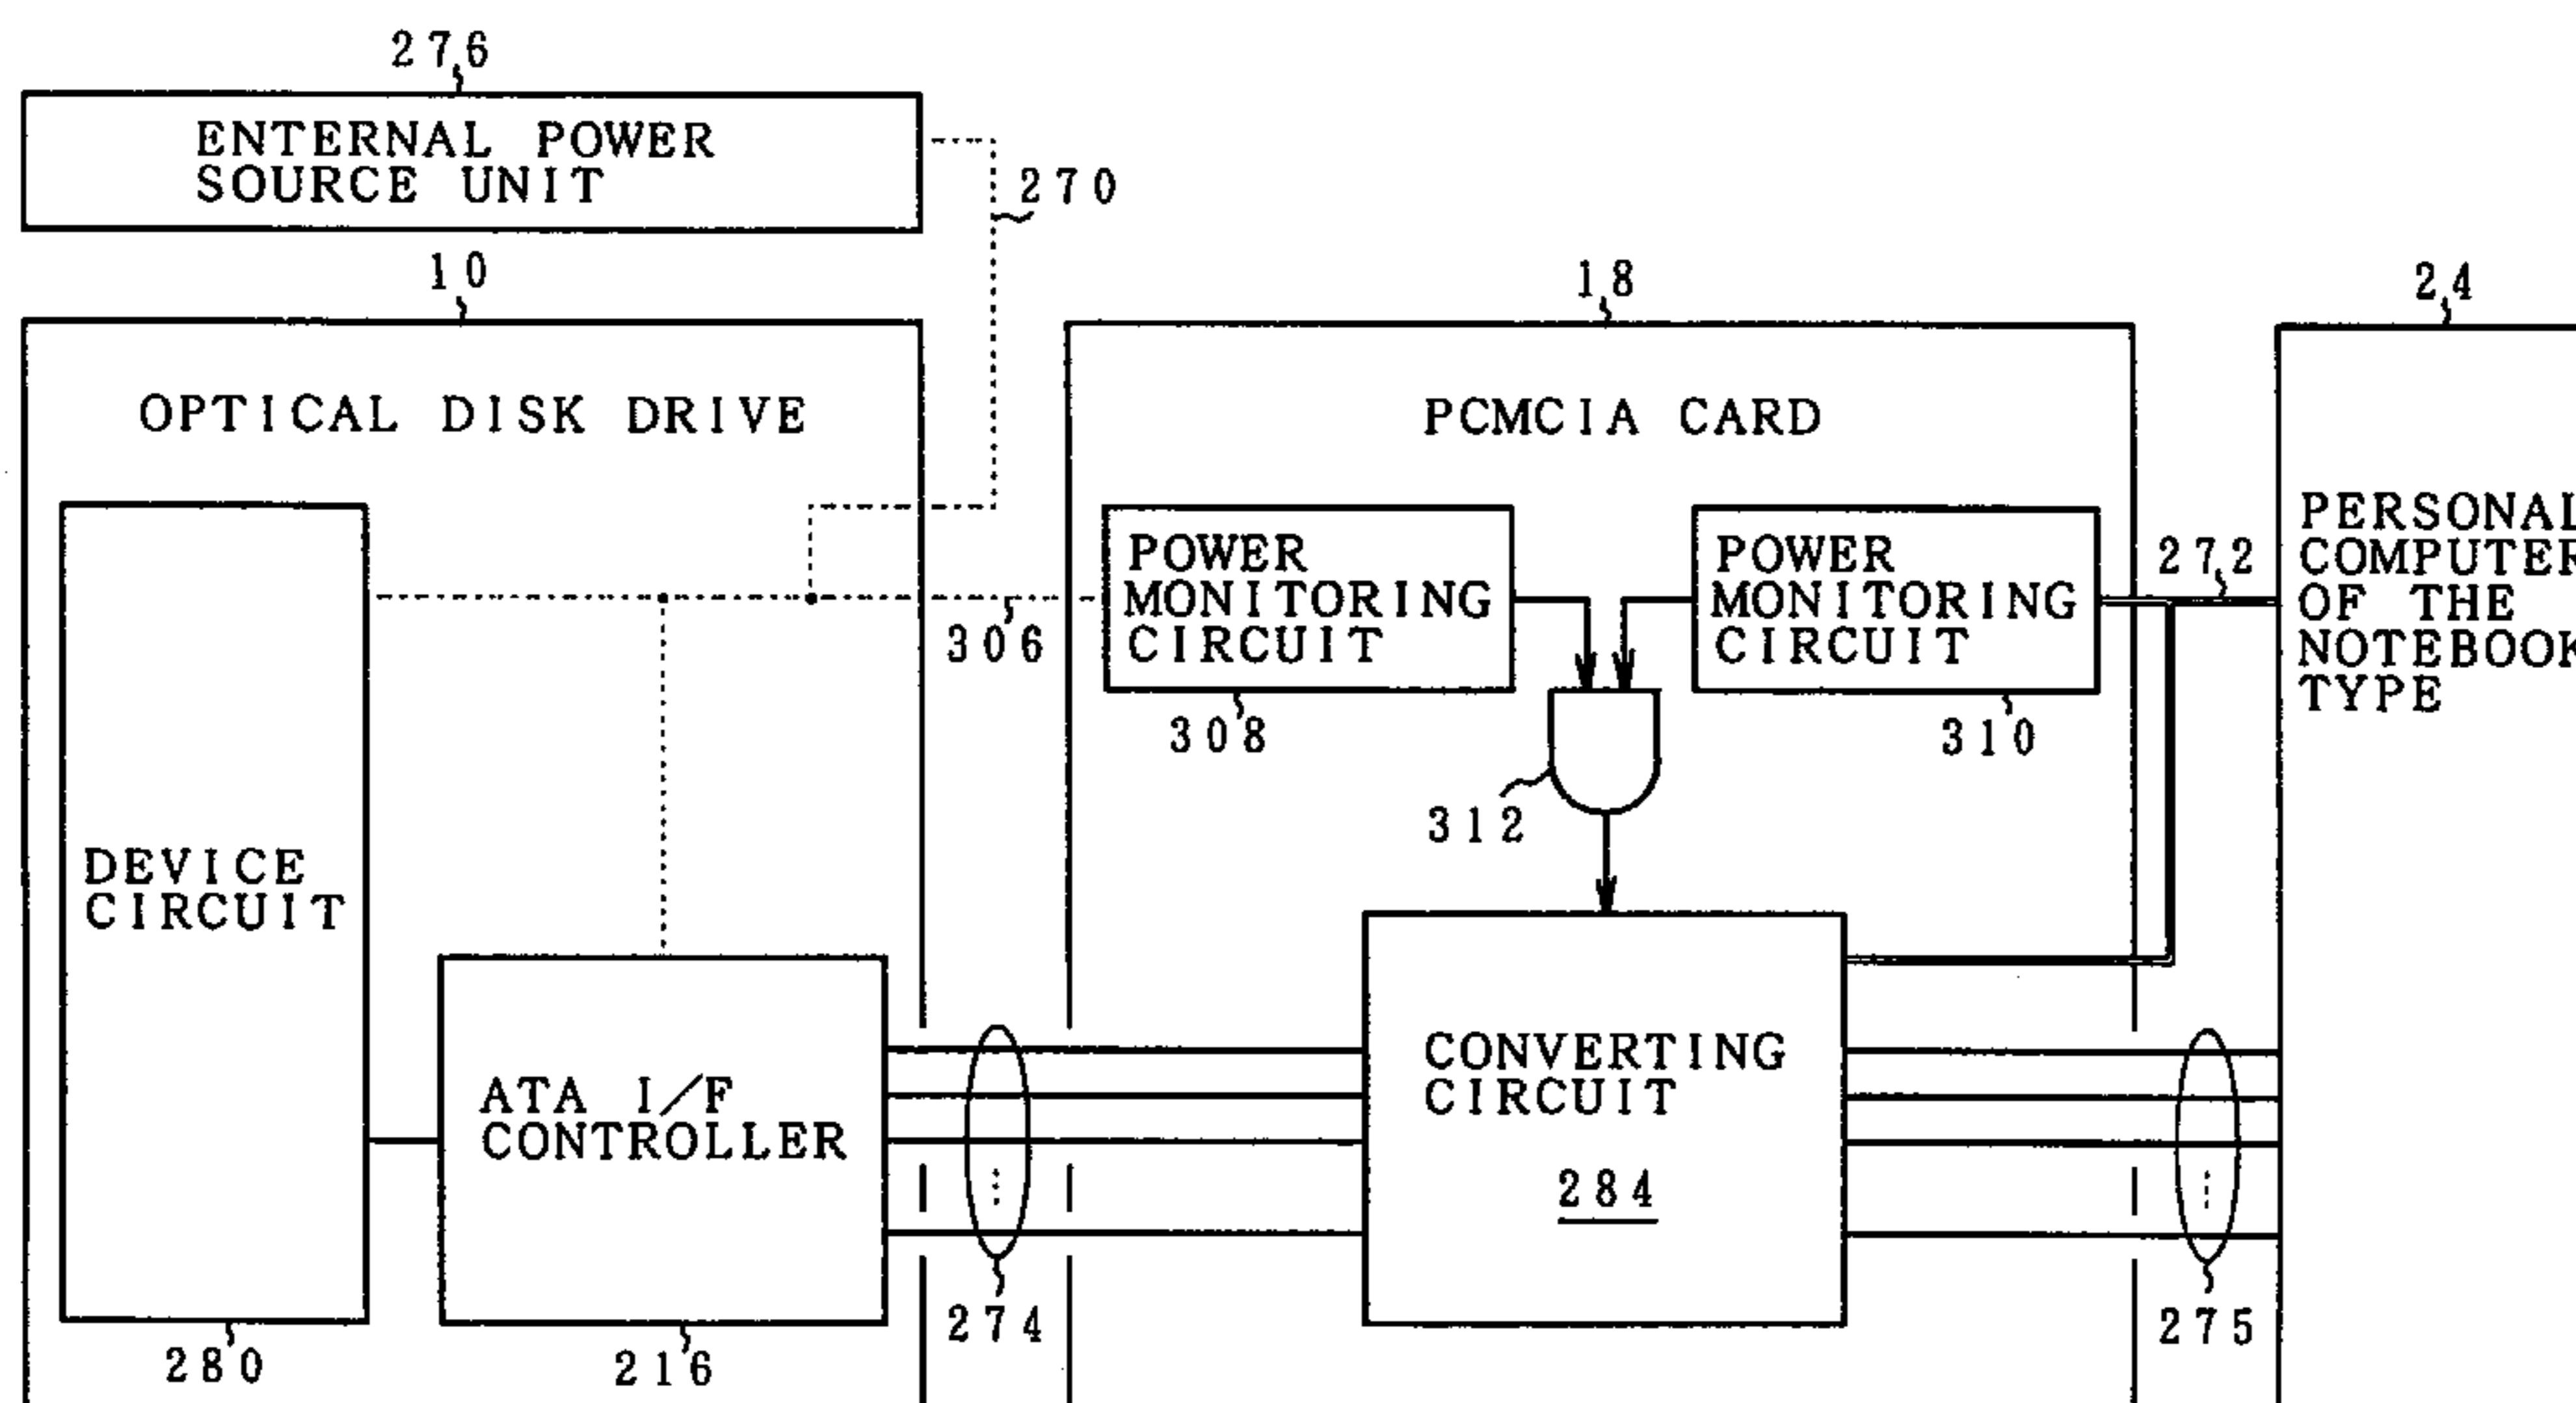 276
ENTERNAL POWER
SOURCE UNIT
270
10
18
24
OPTICAL DISK DRIVE
PCMCIA CARD
POWER
MONITORING
CIRCUIT
POWER
MONITORING
CIRCUIT
272
PERSONAL
COMPUTER
OF THE
NOTEBOOK
TYPE
306
308
310
312
DEVICE
CIRCUIT
ATA I/F
CONTROLLER
CONVERTING
CIRCUIT
284
274
275
280
216